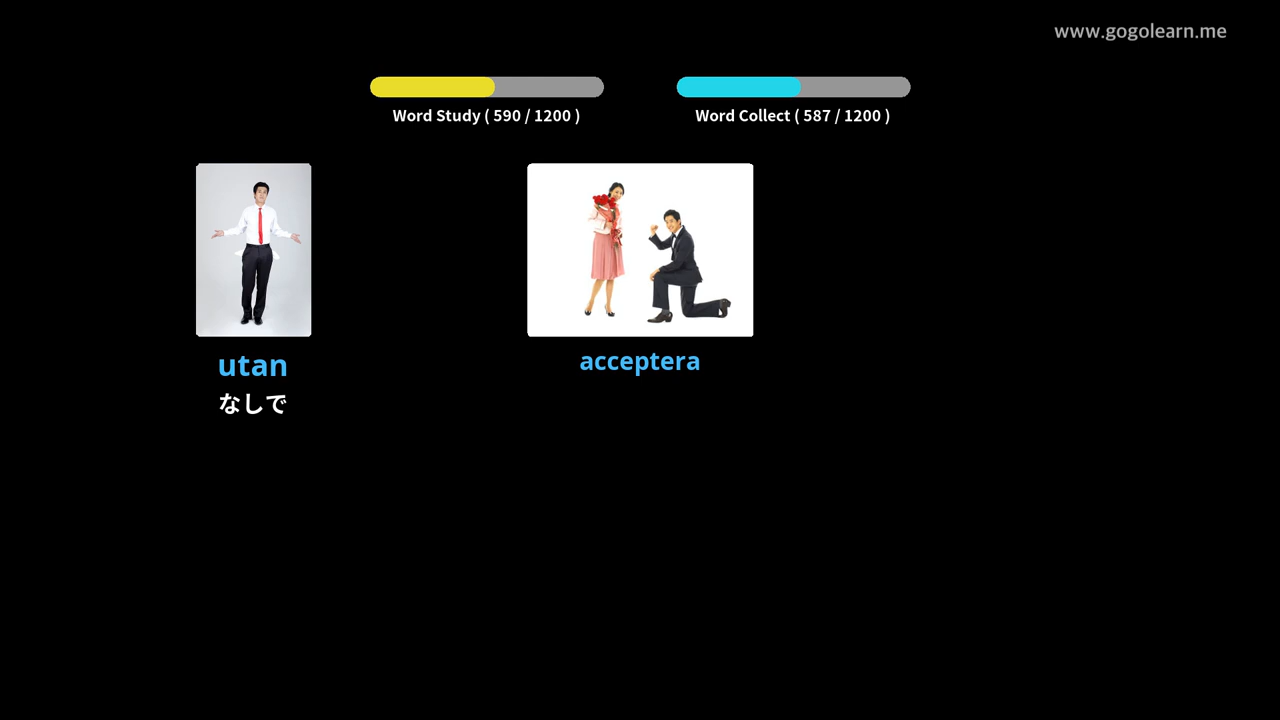 www.gogolearn.me
Word Study ( 590 / 1200 )
Word Collect ( 587 / 1200 )
utan
なしで
acceptera